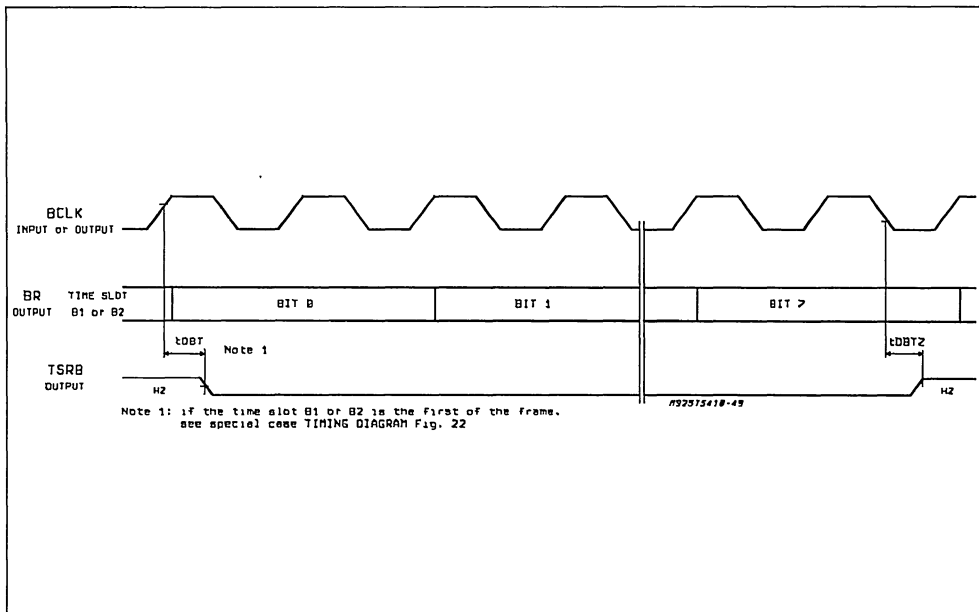 BCLK
INPUT or OUTPUT
BR TIME SLOT
OUTPUT B1 or B2
BIT 0 BIT 1 BIT 7
tDBT Note 1 tDBTZ
TSRB
OUTPUT
HZ HZ
Note 1: if the time slot B1 or B2 is the first of the frame.
see special case TIMING DIAGRAM Fig. 22
M92ST5410-49